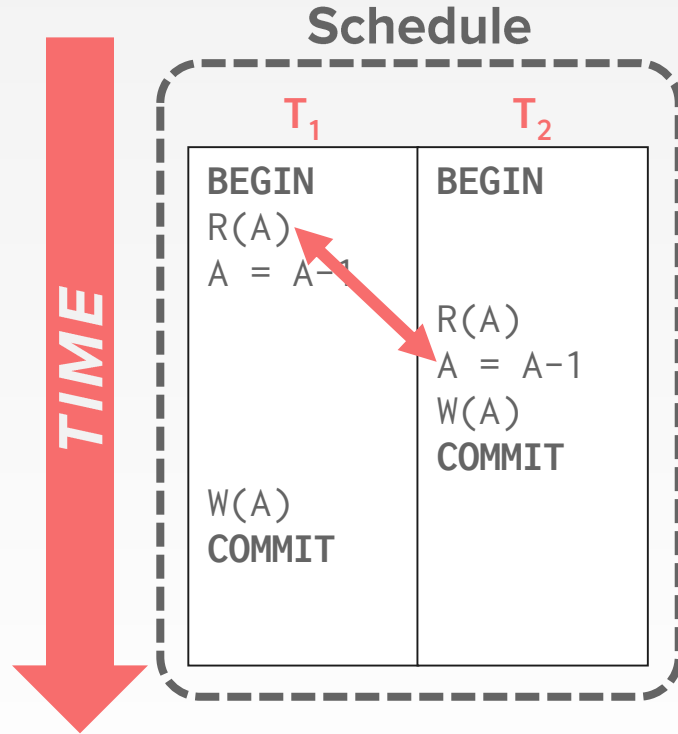 Schedule
TIME
T1 T2
BEGIN BEGIN
R(A)
A = A-1
R(A)
A = A-1
W(A)
COMMIT
W(A)
COMMIT